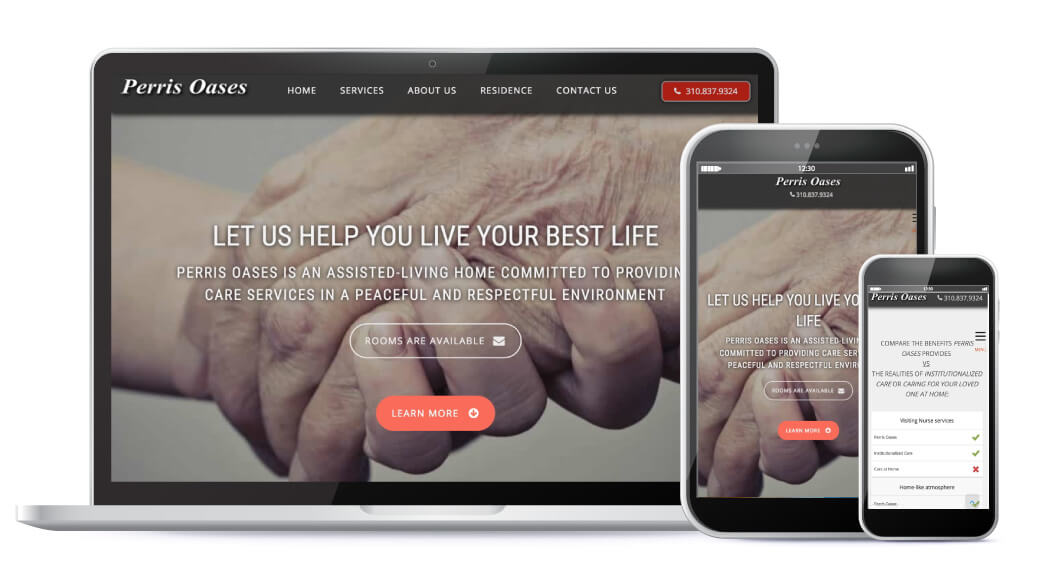 Perris Oases
HOME SERVICES ABOUT US RESIDENCE CONTACT US
310.837.9324
LET US HELP YOU LIVE YOUR BEST LIFE
PERRIS OASES IS AN ASSISTED-LIVING HOME COMMITTED TO PROVIDIN
CARE SERVICES IN A PEACEFUL AND RESPECTFUL ENVIRONMENT
ROOMS ARE AVAILABLE
LEARN MORE
12:30
Perris Oases
310.837.9324
LET US HELP YOU LIVE YO
LIFE
PERRIS OASES IS AN ASSISTED-LIVIN
COMMITTED TO PROVIDING CARE SER
PEACEFUL AND RESPECTFUL ENVIRO
ROOMS ARE AVAILABLE
LEARN MORE
12:30
Perris Oases 310.837.9324
MENU
COMPARE THE BENEFITS PERRIS
OASES PROVIDES
VS
THE REALITIES OF INSTITUTIONALIZED
CARE OR CARING FOR YOUR LOVED
ONE AT HOME:
Visiting Nurse services
Perris Oases
Institutionalized Care
Care at Home
Home-like atmosphere
Perris Oases